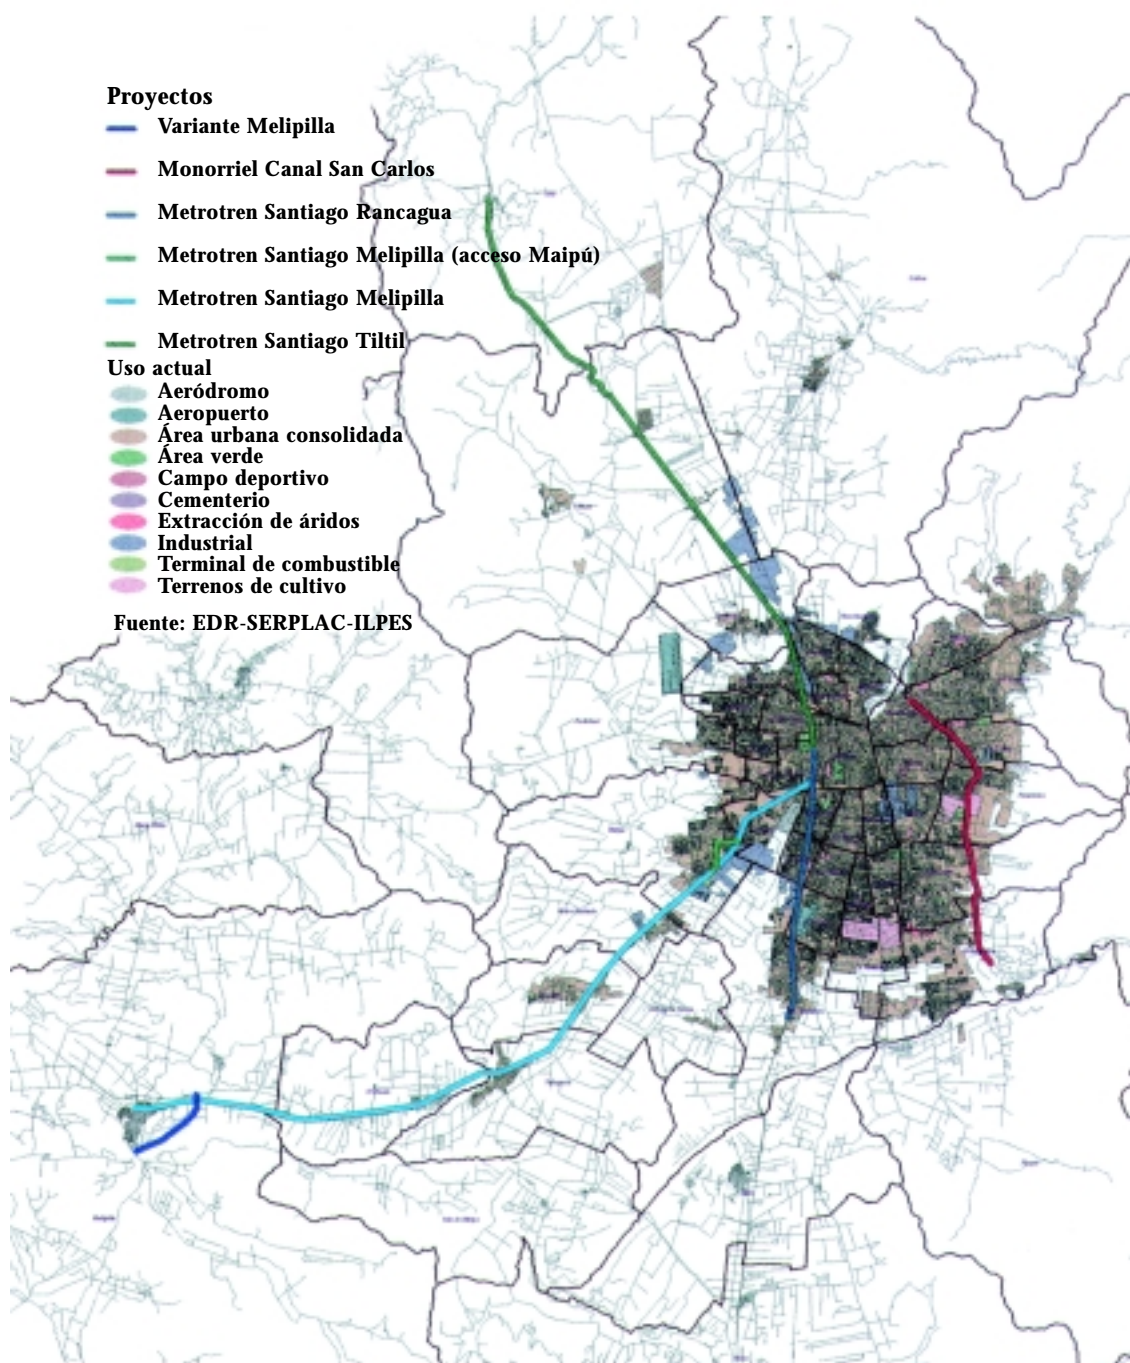 Proyectos
Variante Melipilla
Monorriel Canal San Carlos
Metrotren Santiago Rancagua
Metrotren Santiago Melipilla (acceso Maipú)
Metrotren Santiago Melipilla
Metrotren Santiago Tiltil
Uso actual
Aeródromo
Aeropuerto
Área urbana consolidada
Área verde
Campo deportivo
Cementerio
Extracción de áridos
Industrial
Terminal de combustible
Terrenos de cultivo
Fuente: EDR-SERPLAC-ILPES